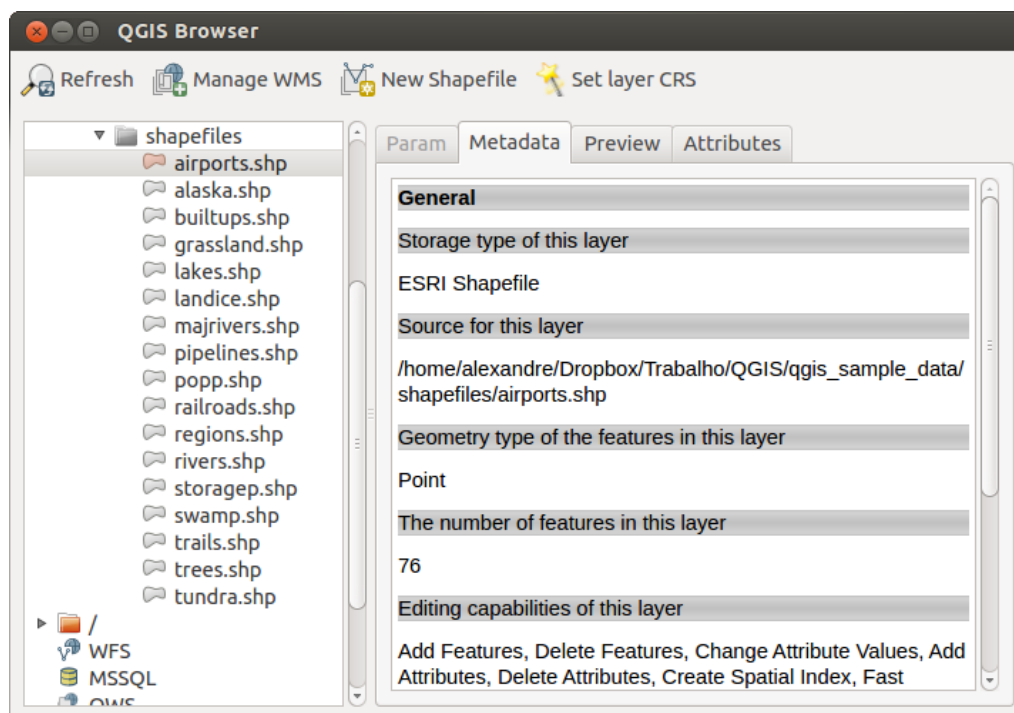 QGIS Browser
Refresh Manage WMS New Shapefile Set layer CRS
shapefiles
airports.shp
alaska.shp
builtups.shp
grassland.shp
lakes.shp
landice.shp
majrivers.shp
pipelines.shp
popp.shp
railroads.shp
regions.shp
rivers.shp
storagep.shp
swamp.shp
trails.shp
trees.shp
tundra.shp
/
WFS
MSSQL
OWS
Param Metadata Preview Attributes
General
Storage type of this layer
ESRI Shapefile
Source for this layer
/home/alexandre/Dropbox/Trabalho/QGIS/qgis_sample_data/
shapefiles/airports.shp
Geometry type of the features in this layer
Point
The number of features in this layer
76
Editing capabilities of this layer
Add Features, Delete Features, Change Attribute Values, Add
Attributes, Delete Attributes, Create Spatial Index, Fast